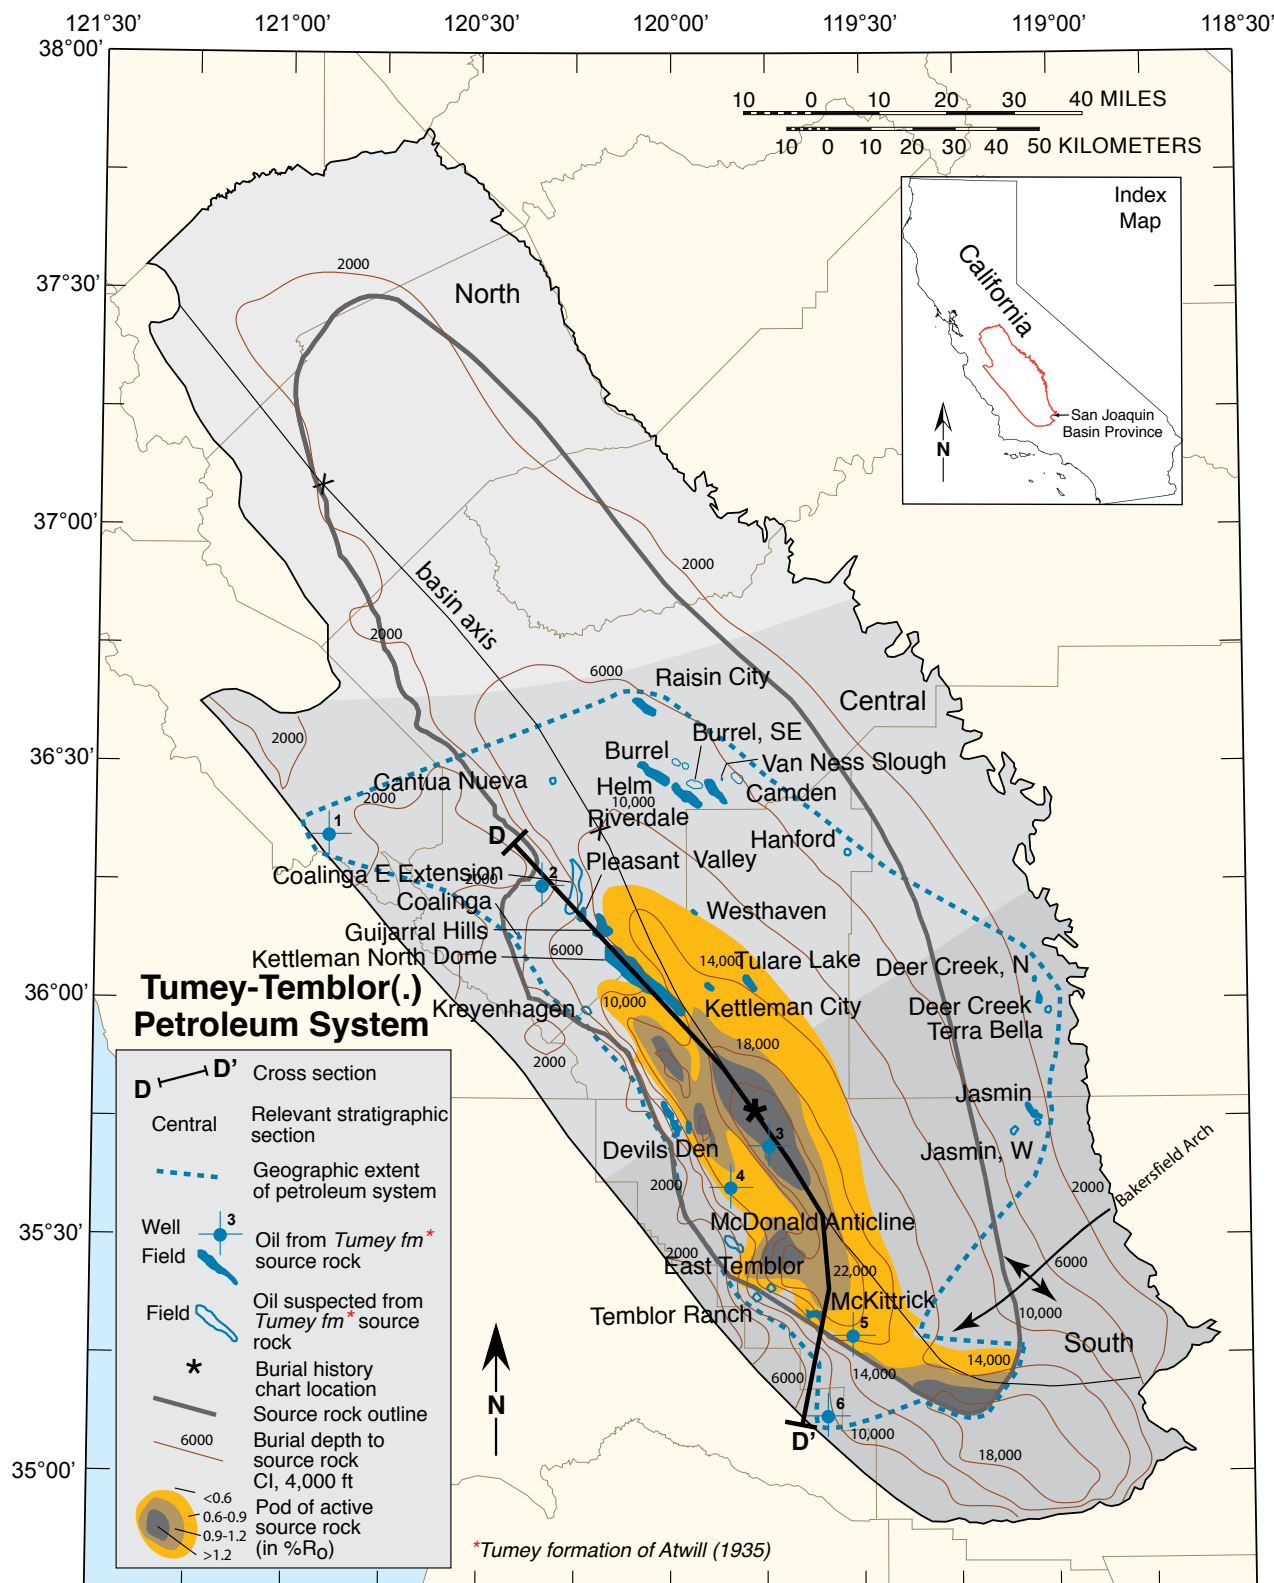 121°30'
121°00'
120°30'
120°00'
119°30'
119°00'
118°30'
38°00'
10 0 10 20 30 40 MILES
10 0 10 20 30 40 50 KILOMETERS
Index
Map
California
San Joaquin
Basin Province
N
2000
37°30'
North
37°00'
basin axis
2000
2000
6000
Raisin City
Central
2000
Burrel, SE
Burrel
36°30'
Van Ness Slough
Cantua Nueva
Helm
Camden
2000
10,000
Riverdale
1
D
Hanford
Pleasant Valley
Coalinga E Extension
2000
2
Coalinga
Westhaven
Guijarral Hills
6000
Kettleman North Dome
14,000
Tulare Lake
Deer Creek, N
36°00'
10,000
Kreyenhagen
Kettleman City
Deer Creek
Terra Bella
18,000
2000
Jasmin
3
Devils Den
Jasmin, W
4
2000
2000
Bakersfield Arch
35°30'
McDonald Anticline
2000
East Temblor
22,000
6000
McKittrick
Temblor Ranch
10,000
5
South
14,000
14,000
6000
6
D'
10,000
18,000
35°00'
N
Tumey-Temblor(.)
Petroleum System
D D'
Cross section
Central
Relevant stratigraphic
section
Geographic extent
of petroleum system
Well
3
Field
Oil from Tumey fm*
source rock
Field
Oil suspected from
Tumey fm* source
rock
*
Burial history
chart location
Source rock outline
6000
Burial depth to
source rock
CI, 4,000 ft
<0.6
0.6-0.9
0.9-1.2
>1.2
Pod of active
source rock
(in %Ro)
*Tumey formation of Atwill (1935)